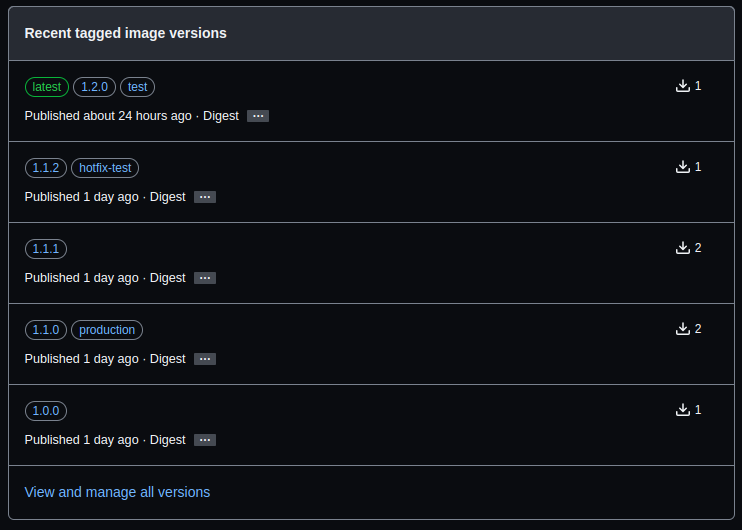 Recent tagged image versions
latest 1.2.0 test 1
Published about 24 hours ago · Digest ...
1.1.2 hotfix-test 1
Published 1 day ago · Digest ...
1.1.1 2
Published 1 day ago · Digest ...
1.1.0 production 2
Published 1 day ago · Digest ...
1.0.0 1
Published 1 day ago · Digest ...
View and manage all versions